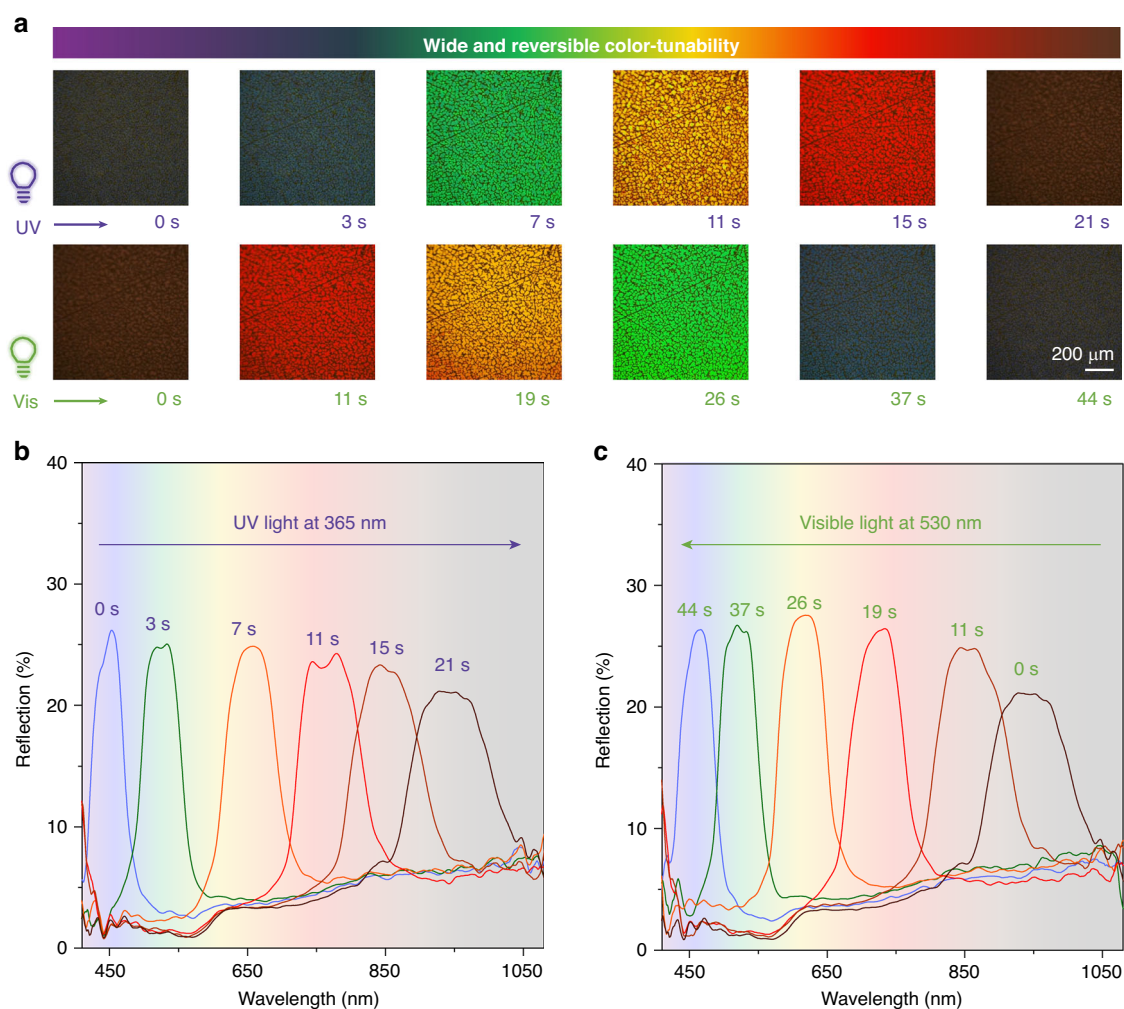 a
Wide and reversible color-tunability
UV
0 s
3 s
7 s
11 s
15 s
21 s
200 μm
Vis
0 s
11 s
19 s
26 s
37 s
44 s
b
40
30
20
10
0
Reflection (%)
UV light at 365 nm
0 s
3 s
7 s
11 s
15 s
21 s
450
650
850
1050
Wavelength (nm)
c
40
30
20
10
0
Reflection (%)
Visible light at 530 nm
44 s
37 s
26 s
19 s
11 s
0 s
450
650
850
1050
Wavelength (nm)